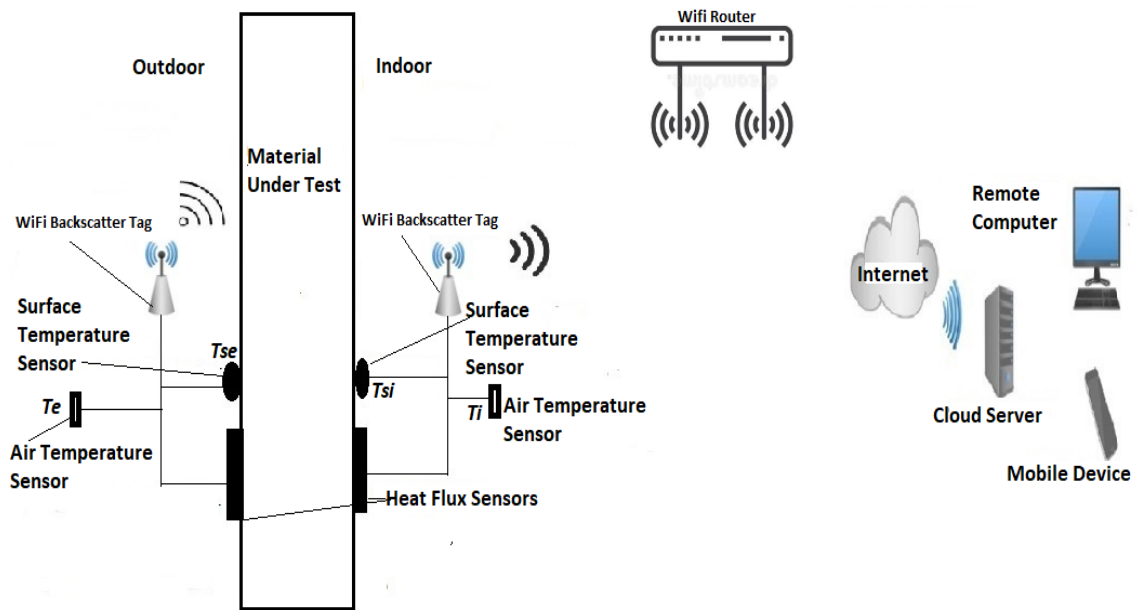 Wifi Router
Outdoor
Indoor
Material
Under Test
WiFi Backscatter Tag
WiFi Backscatter Tag
Remote
Computer
Internet
Surface
Temperature
Sensor
Tse
Surface
Temperature
Sensor
Tsi
Te
Ti
Air Temperature
Sensor
Cloud Server
Air Temperature
Sensor
Mobile Device
Heat Flux Sensors